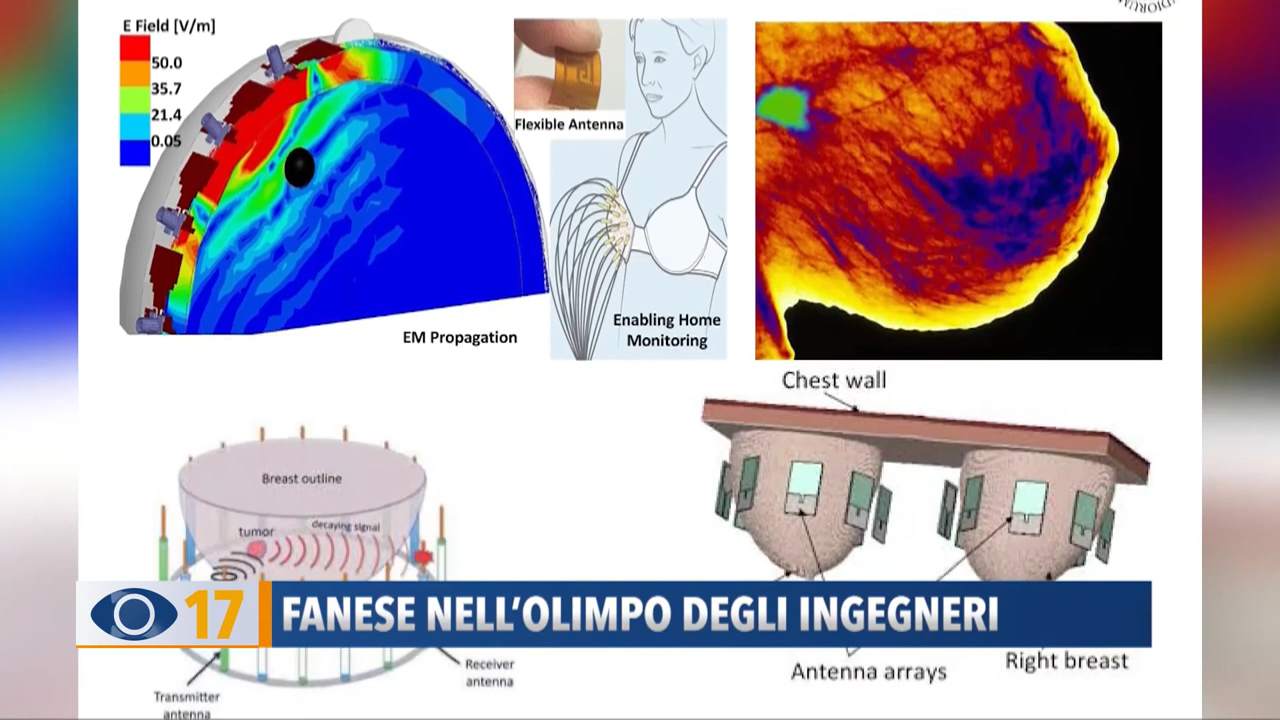 E Field [V/m]
50.0
35.7
21.4
0.05
Flexible Antenna
EM Propagation
Enabling Home
Monitoring
Chest wall
Breast outline
tumor
decaying signal
17
FANESE NELL'OLIMPO DEGLI INGEGNERI
Receiver
antenna
Transmitter
antenna
Antenna arrays
Right breast